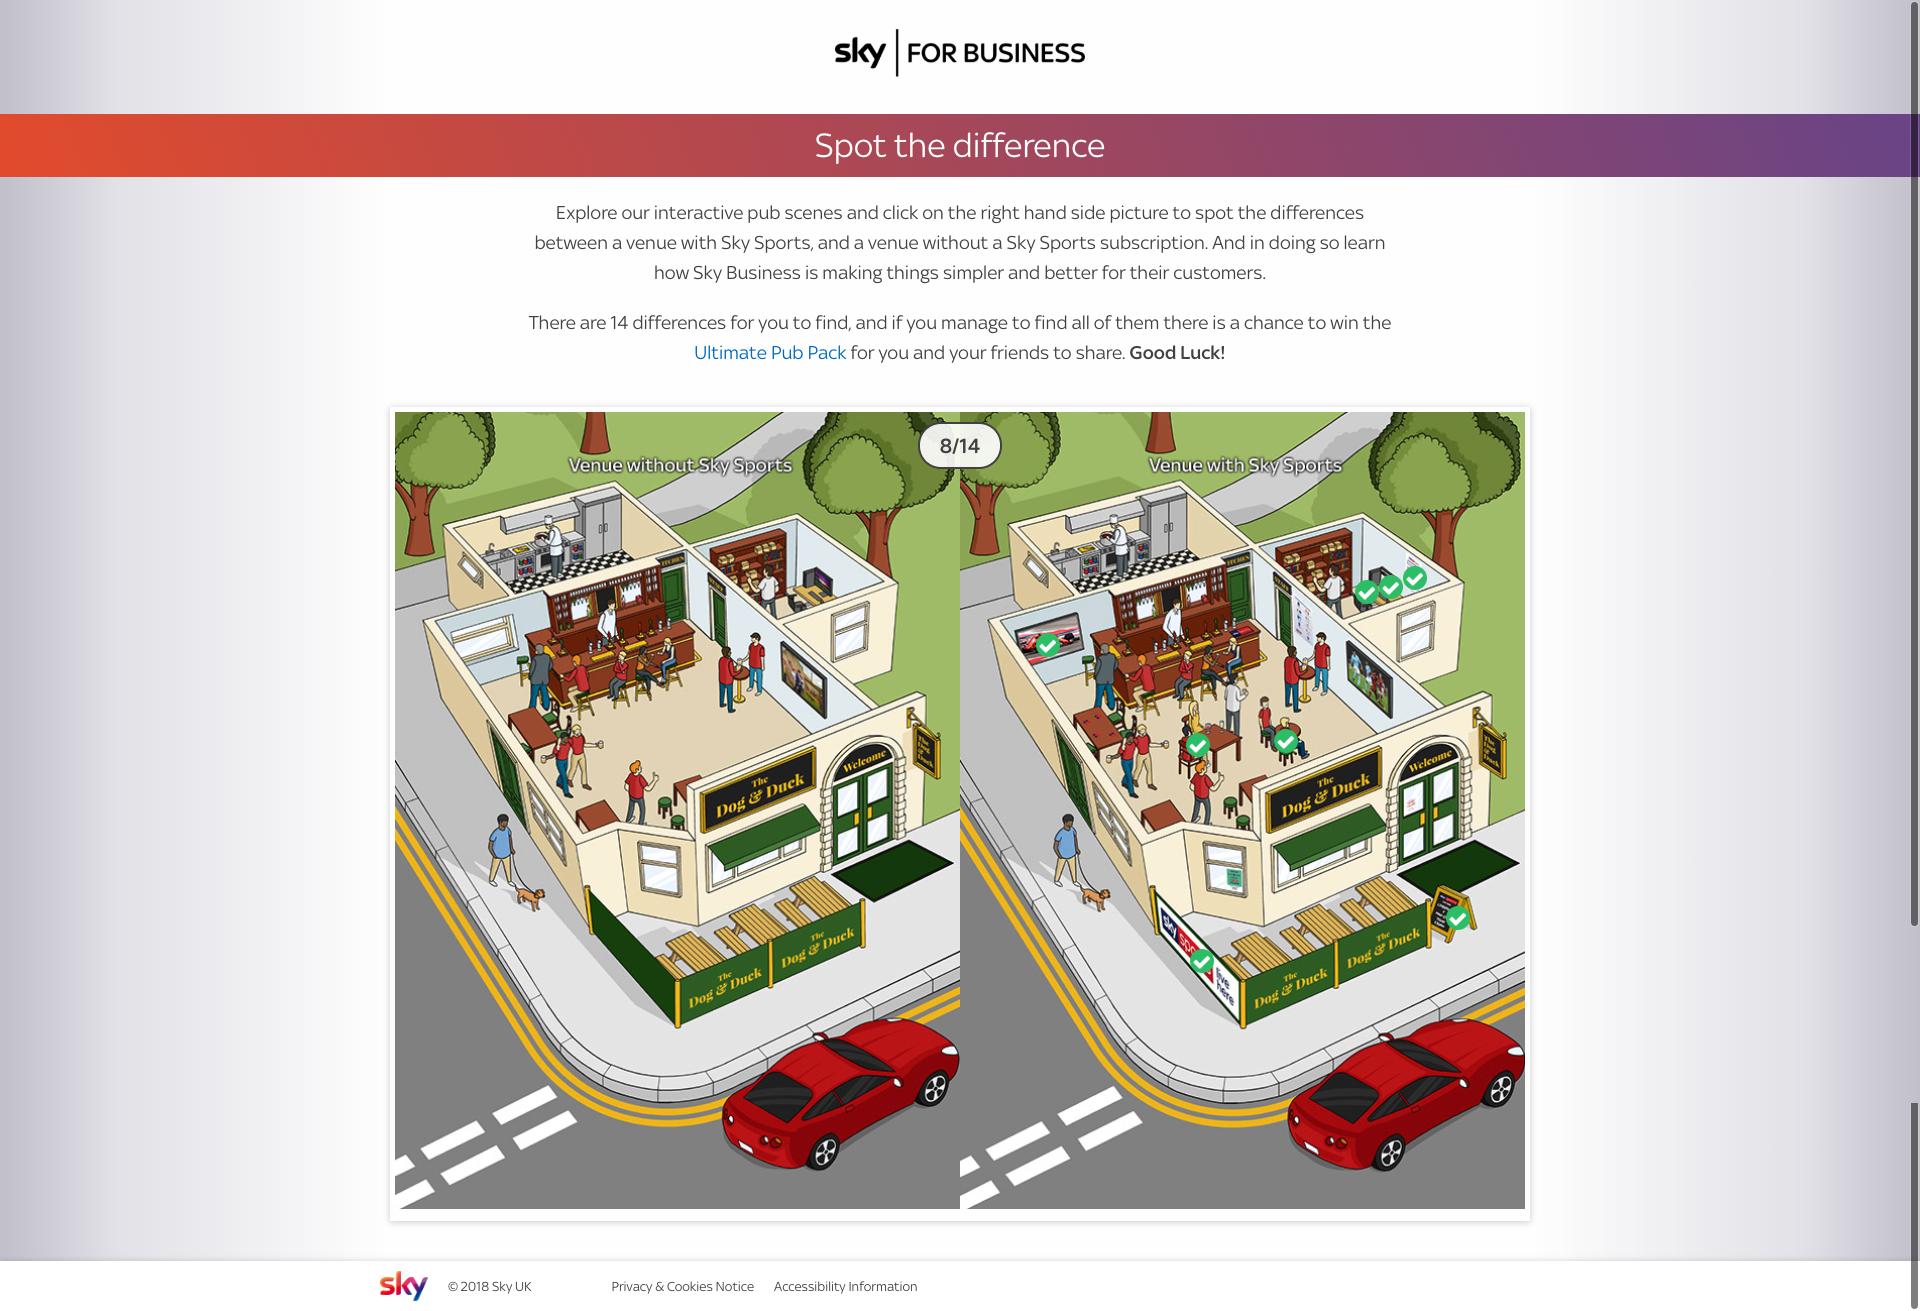 sky FOR BUSINESS
Spot the difference
Explore our interactive pub scenes and click on the right hand side picture to spot the differences
between a venue with Sky Sports, and a venue without a Sky Sports subscription. And in doing so learn
how Sky Business is making things simpler and better for their customers.
There are 14 differences for you to find, and if you manage to find all of them there is a chance to win the
Ultimate Pub Pack for you and your friends to share. Good Luck!
8/14
Venue without Sky Sports
Venue with Sky Sports
The
Dog & Duck
Welcome
The
Dog
&
Duck
The
Dog & Duck
The
Dog & Duck
The
Dog & Duck
Welcome
The
Dog
&
Duck
sky
live
here
The
Dog & Duck
The
Dog & Duck
sky
© 2018 Sky UK
Privacy & Cookies Notice
Accessibility Information